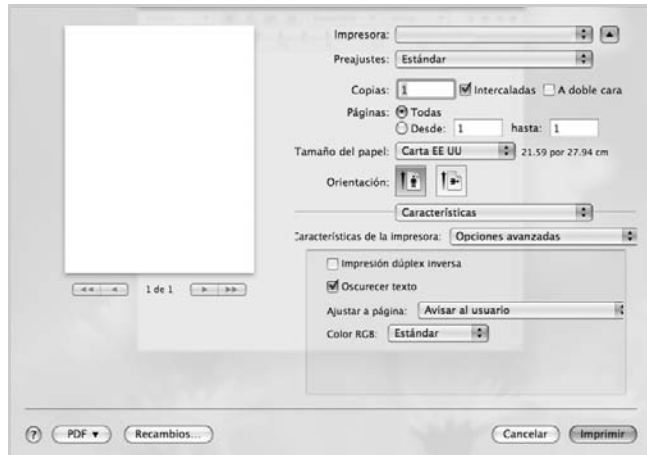 Impresora:
Preajustes: Estándar
Copias: 1 Intercaladas A doble cara
Páginas: Todas
Desde: 1 hasta: 1
Tamaño del papel: Carta EE UU 21.59 por 27.94 cm
Orientación:
Características
Características de la impresora: Opciones avanzadas
Impresión dúplex inversa
Oscurecer texto
1 de 1
Ajustar a página: Avisar al usuario
Color RGB: Estándar
? PDF Recambios... Cancelar Imprimir